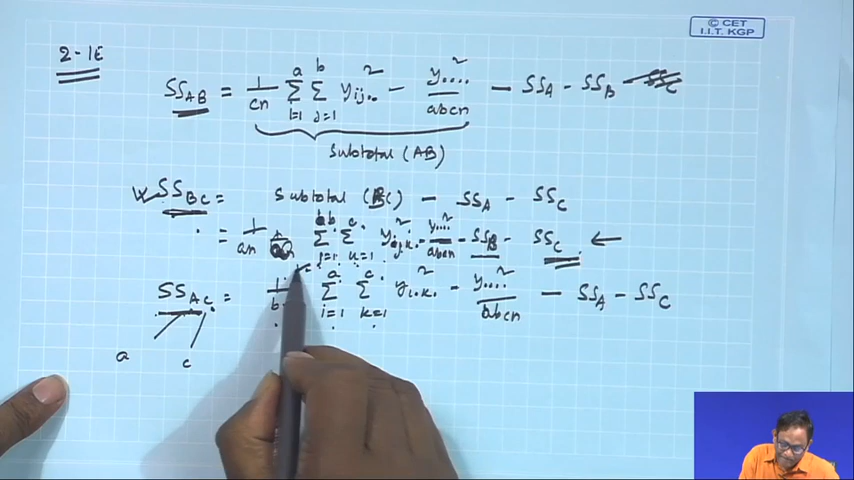 © CET
I.I.T. KGP
2-1E
SS_AB = 1/cn Σ_{i=1}^{a} Σ_{j=1}^{b} y_ij..² - y....²/abcn - SS_A - SS_B
Subtotal (AB)
SS_BC = Subtotal (BC) - SS_A - SS_C
= 1/an Σ_{j=1}^{b} Σ_{k=1}^{c} y_.jk.² - y....²/abcn - SS_B - SS_C ←
SS_AC = Σ_{i=1}^{a} Σ_{k=1}^{c} y_i.k.² - y....²/abcn - SS_A - SS_C
a c